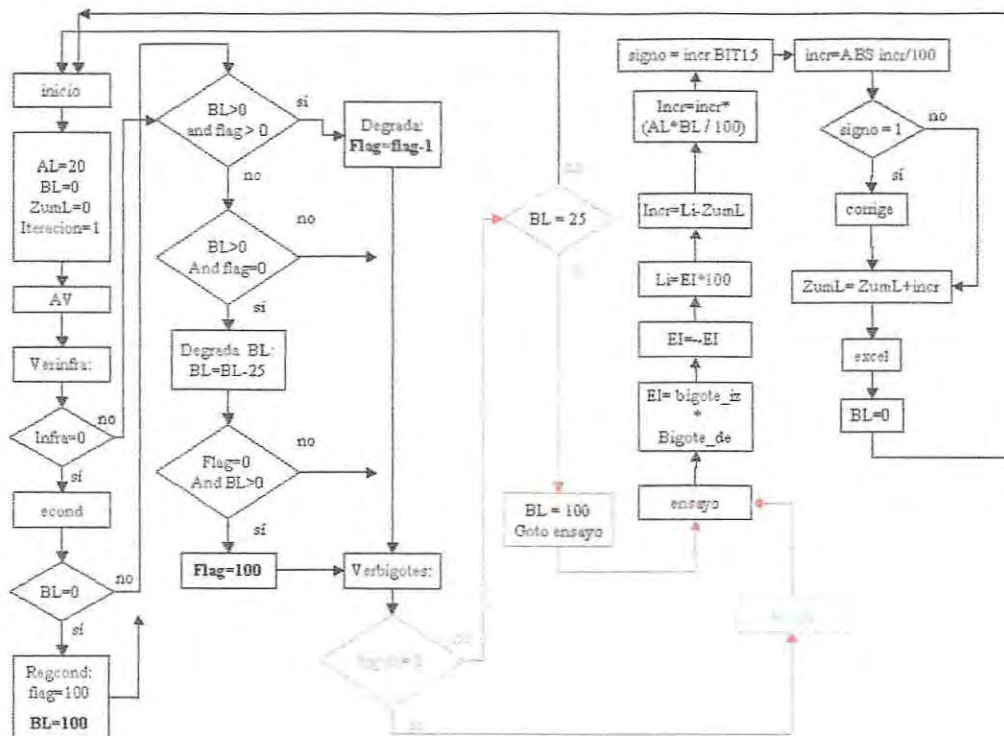 inicio
AL=20
BL=0
ZumL=0
Iteracion=1
AV
Verinfra:
Infra=0
no
sí
econd
BL=0
no
sí
Regcond:
flag=100
BL=100
BL>0
and flag > 0
sí
no
Degrada:
Flag=flag-1
BL>0
And flag=0
no
sí
Degrada BL:
BL=BL-25
Flag=0
And BL>0
no
sí
Flag=100
Verbigotes:
BL = 25
BL = 100
Goto ensayo
signo = incr.BIT15
Incr=incr*
(AL*BL / 100)
Incr=Li-ZumL
Li=EI*100
EI=~EI
EI= bigote_iz
*
Bigote_de
ensayo
incr=ABS incr/100
signo = 1
no
sí
corrige
ZumL= ZumL+incr
excel
BL=0